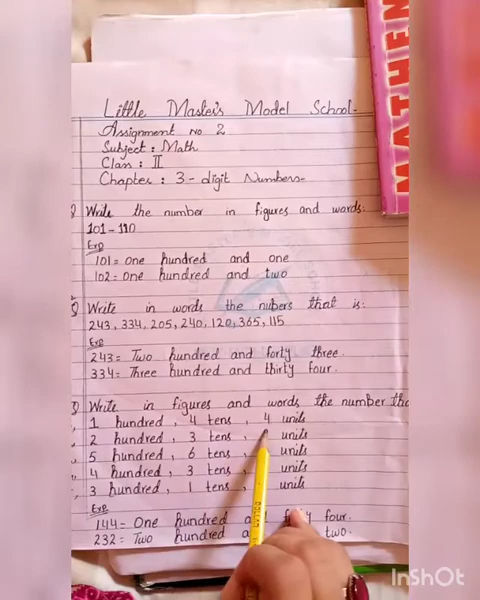 MATHEM
Little Master's Model School-
Assignment no 2
Subject: Math
Class: II
Chapter: 3-digit Numbers-
Q Write the number in figures and words:
101-110
Exp
101= one hundred and one
102= one hundred and two
Q Write in words the nubers that is:
243, 334, 205, 240, 120, 365, 115
Exp
243= Two hundred and forty three.
334= Three hundred and thirty four.
Q Write in figures and words the number
1 hundred, 4 tens, 4 units
2 hundred, 3 tens, units
5 hundred, 6 tens, units
4 hundred, 3 tens, units
3 hundred, 1 tens, units
Exp
144= One hundred four.
232= Two hundred two.
InShOt